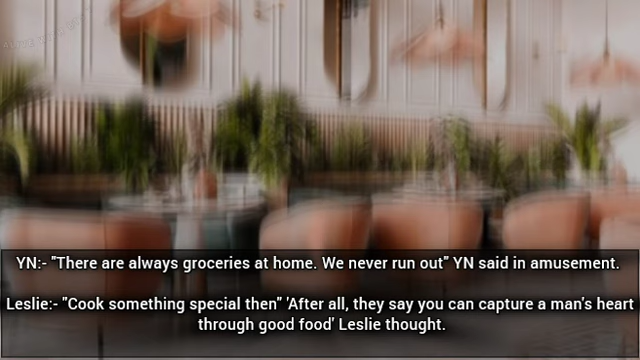 YN:- "There are always groceries at home. We never run out" YN said in amusement.
Leslie:- "Cook something special then" 'After all, they say you can capture a man's heart
through good food' Leslie thought.